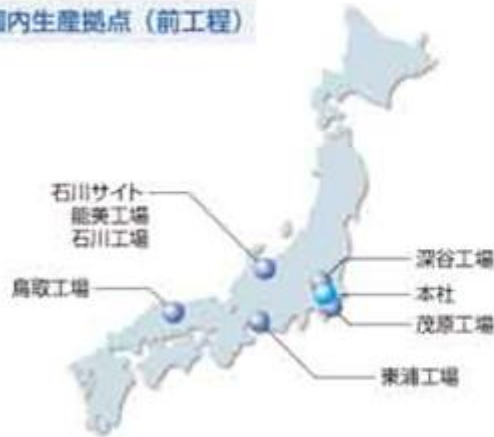 国内生産拠点（前工程）
石川サイト
能美工場
石川工場
鳥取工場
深谷工場
本社
茂原工場
東浦工場